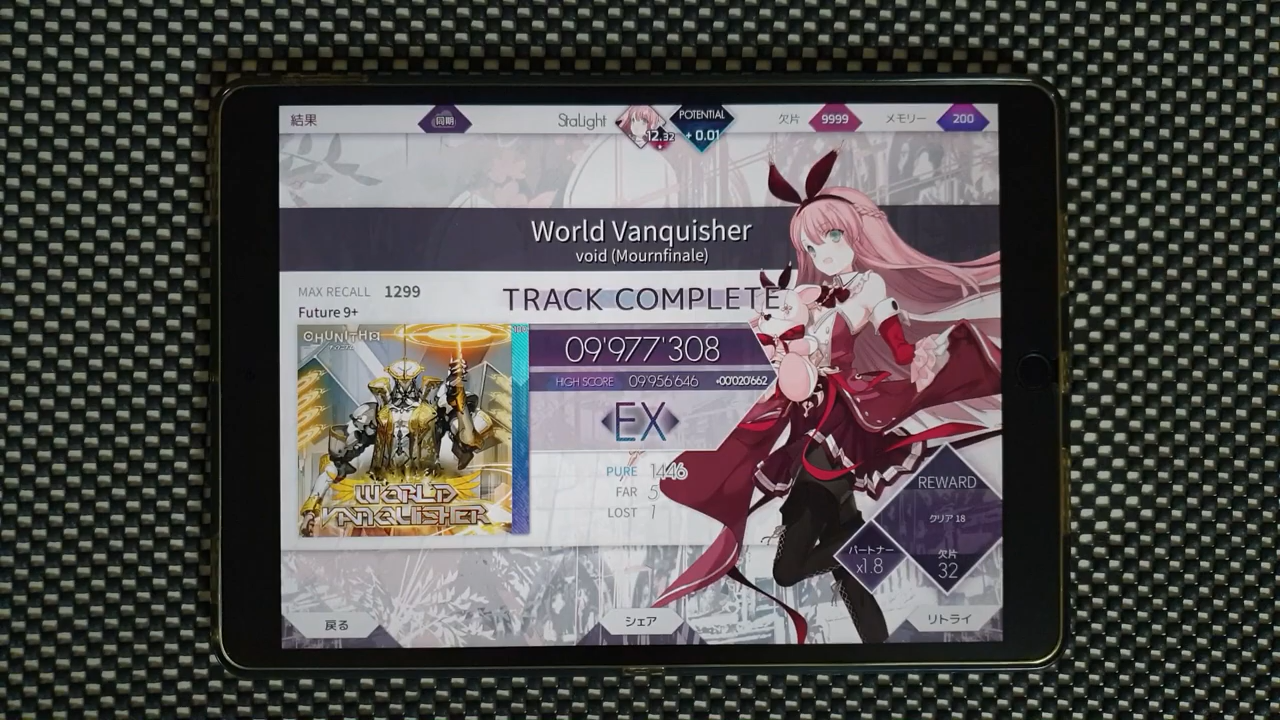 結果
同期
StaLight
12.32
POTENTIAL
+ 0.01
欠片
9999
メモリー
200
World Vanquisher
void (Mournfinale)
MAX RECALL 1299
TRACK COMPLETE
Future 9+
CHUNITHM
WORLD
VANQUISHER
100
09'977'308
HIGH SCORE 09'956'646 +00'020'662
EX
PURE 1446
FAR 5
LOST 1
REWARD
クリア 18
パートナー
x1.8
欠片
32
戻る
シェア
リトライ